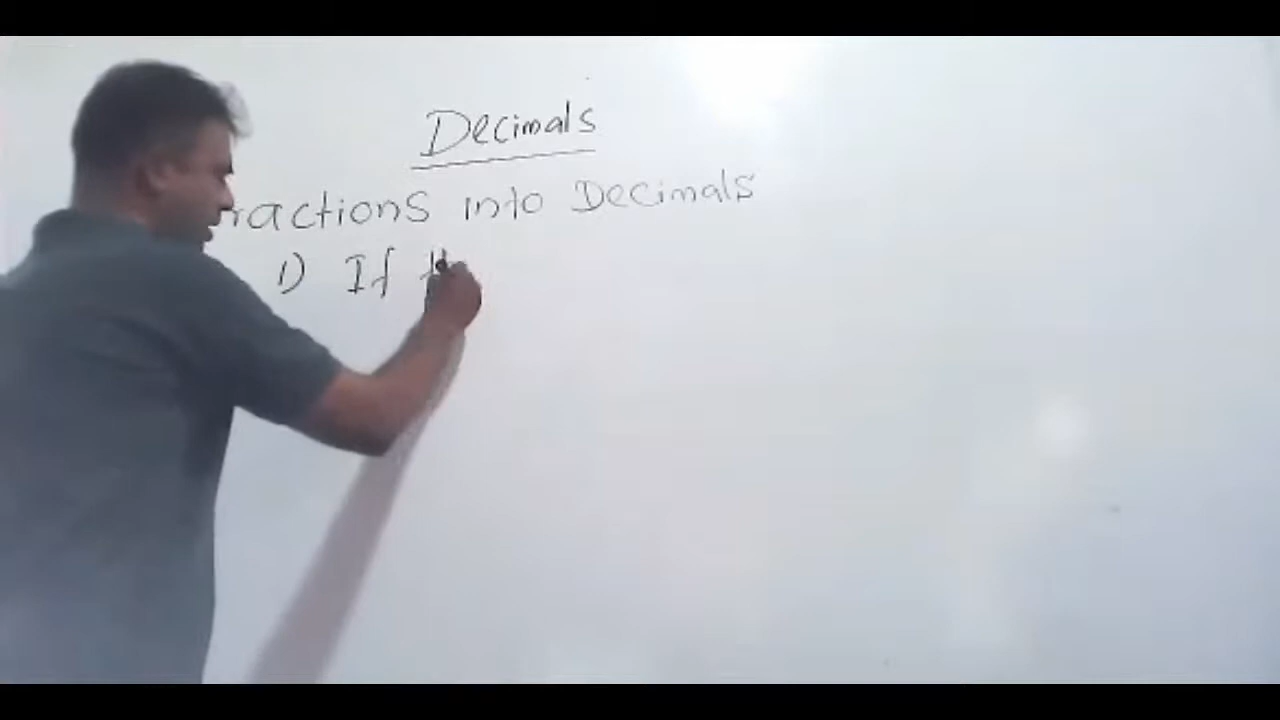 Decimals
ractions into Decimals
1) If